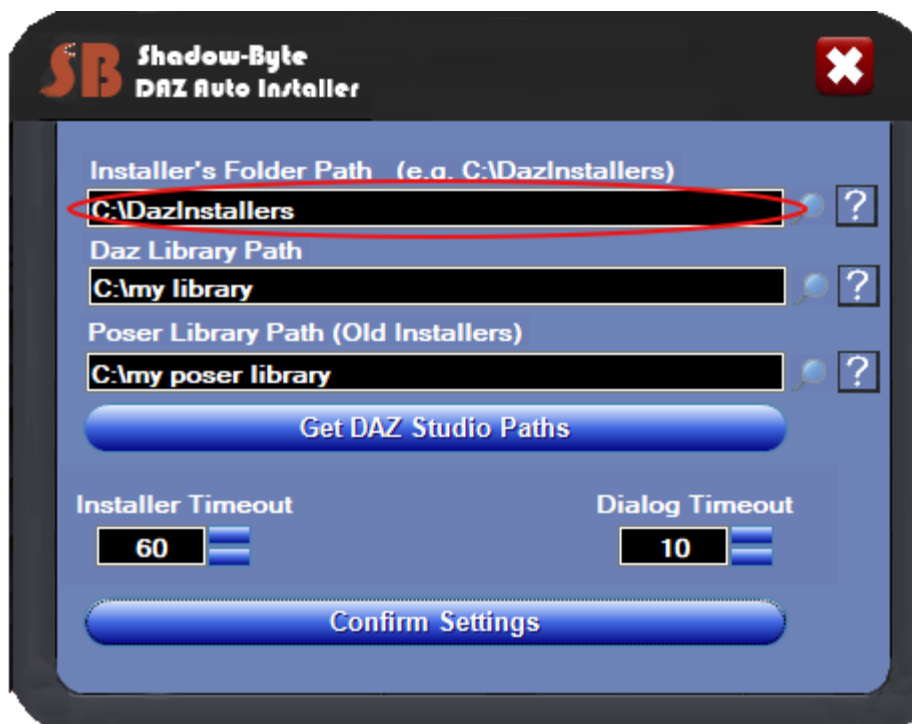 SB Shadow-Byte
DAZ Auto Installer
Installer's Folder Path (e.g. C:\DazInstallers)
C:\DazInstallers
?
Daz Library Path
C:\my library
?
Poser Library Path (Old Installers)
C:\my poser library
?
Get DAZ Studio Paths
Installer Timeout Dialog Timeout
60 10
Confirm Settings